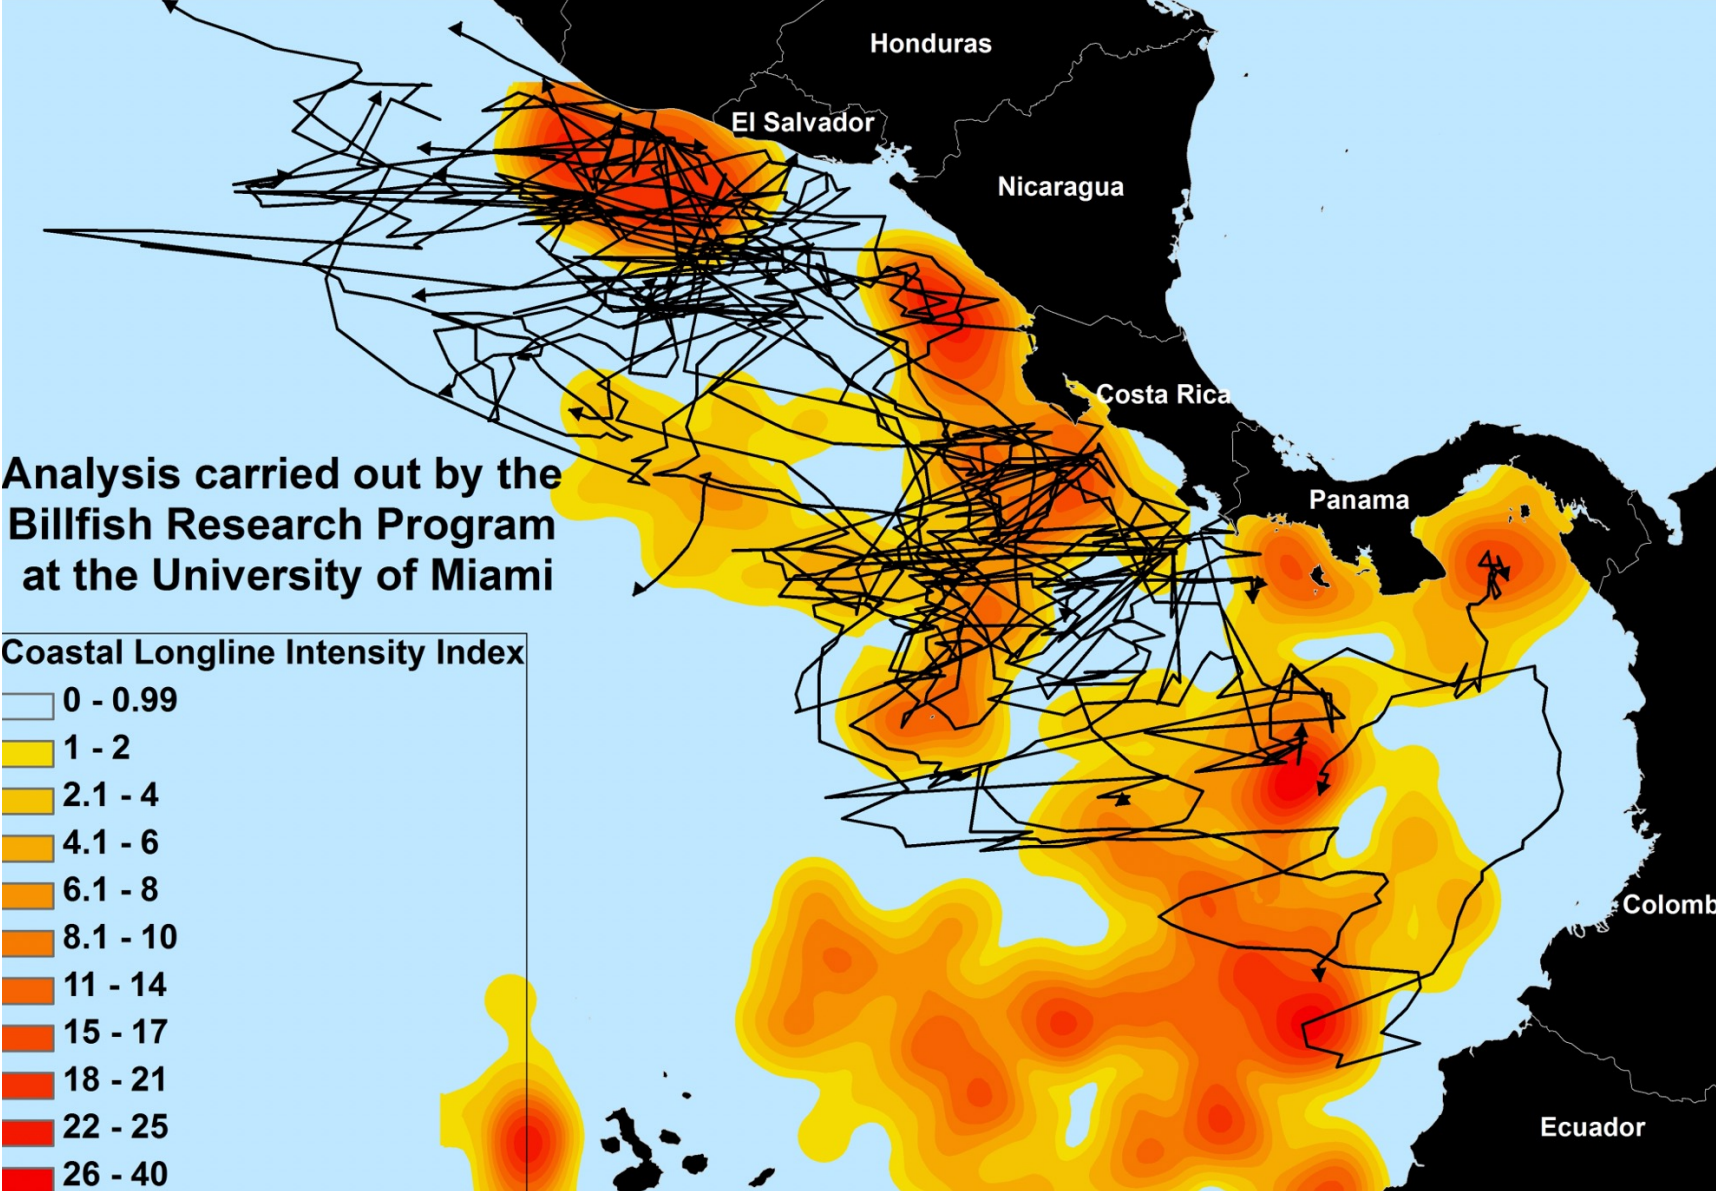 Honduras
El Salvador
Nicaragua
Costa Rica
Analysis carried out by the
Billfish Research Program
at the University of Miami
Panama
Coastal Longline Intensity Index
0 - 0.99
1 - 2
2.1 - 4
4.1 - 6
6.1 - 8
Colomb
8.1 - 10
11 - 14
15 - 17
18 - 21
22 - 25
Ecuador
26 - 40